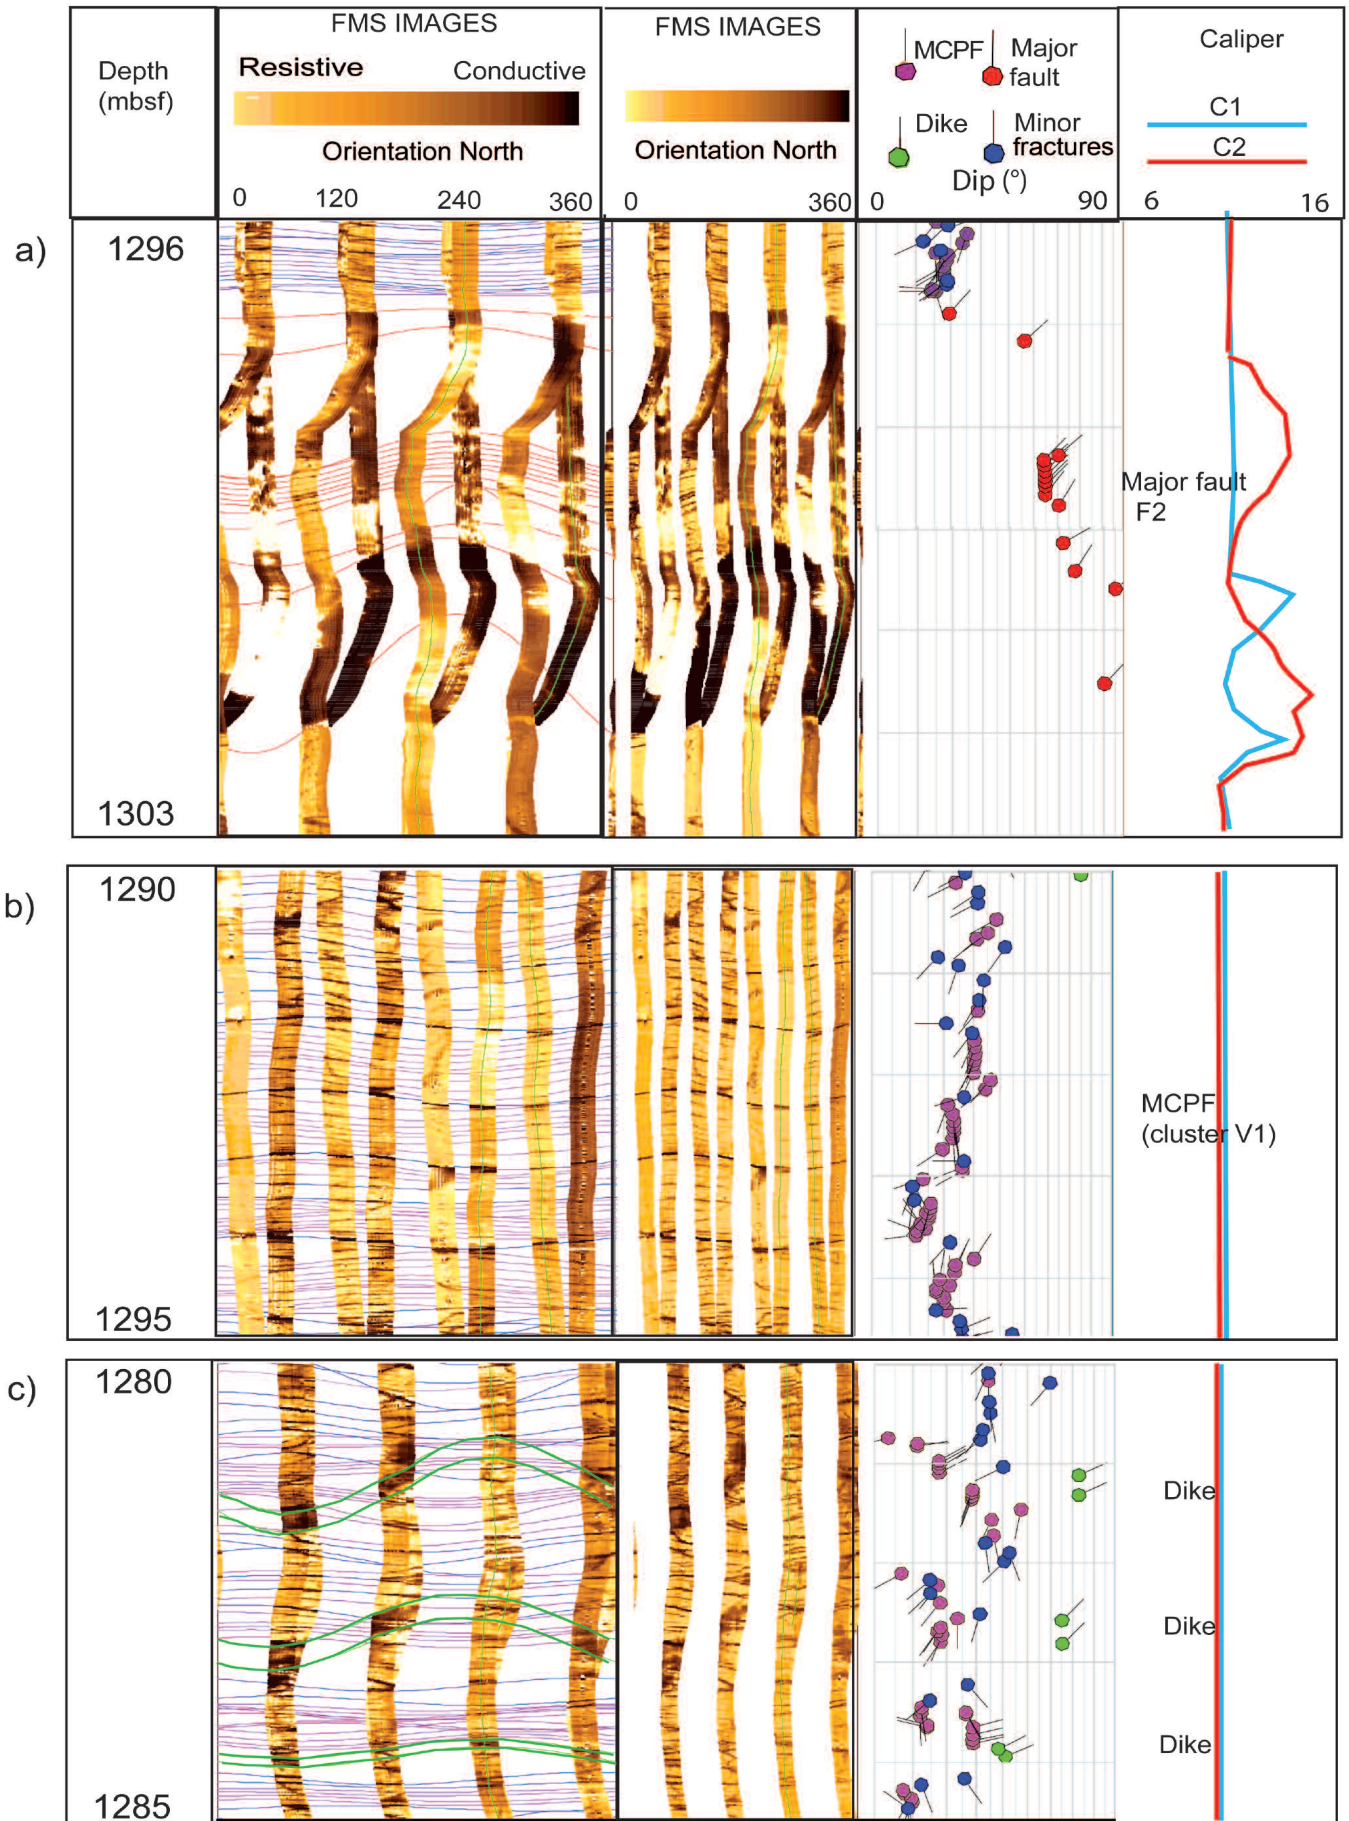 Depth
(mbsf)
FMS IMAGES
Resistive
Conductive
Orientation North
0 120 240 360
FMS IMAGES
Orientation North
0 360
MCPF
Major
fault
Dike
Minor
fractures
Dip (°)
0 90
Caliper
C1
C2
6 16
a)
1296
Major fault
F2
1303
b)
1290
MCPF
(cluster V1)
1295
c)
1280
Dike
Dike
Dike
1285